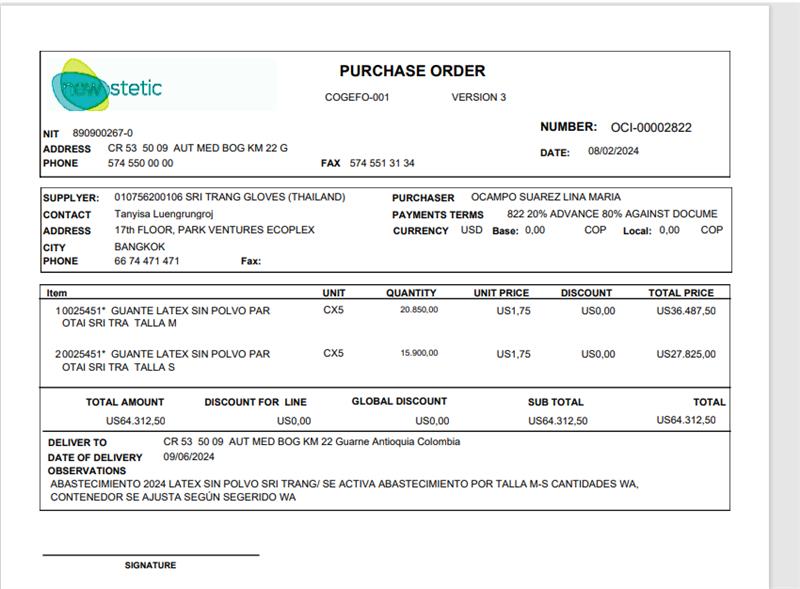 newstetic
PURCHASE ORDER
COGEFO-001 VERSION 3
NUMBER: OCI-00002822
DATE: 08/02/2024
NIT 890900267-0
ADDRESS CR 53 50 09 AUT MED BOG KM 22 G
PHONE 574 550 00 00 FAX 574 551 31 34
SUPPLYER: 010756200106 SRI TRANG GLOVES (THAILAND) PURCHASER OCAMPO SUAREZ LINA MARIA
CONTACT Tanyisa Luengrungroj PAYMENTS TERMS 822 20% ADVANCE 80% AGAINST DOCUME
ADDRESS 17th FLOOR, PARK VENTURES ECOPLEX CURRENCY USD Base: 0,00 COP Local: 0,00 COP
CITY BANGKOK
PHONE 66 74 471 471 Fax:
Item UNIT QUANTITY UNIT PRICE DISCOUNT TOTAL PRICE
10025451* GUANTE LATEX SIN POLVO PAR CX5 20.850,00 US1,75 US0,00 US36.487,50
OTAI SRI TRA TALLA M
20025451* GUANTE LATEX SIN POLVO PAR CX5 15.900,00 US1,75 US0,00 US27.825,00
OTAI SRI TRA TALLA S
TOTAL AMOUNT DISCOUNT FOR LINE GLOBAL DISCOUNT SUB TOTAL TOTAL
US64.312,50 US0,00 US0,00 US64.312,50 US64.312,50
DELIVER TO CR 53 50 09 AUT MED BOG KM 22 Guarne Antioquia Colombia
DATE OF DELIVERY 09/06/2024
OBSERVATIONS
ABASTECIMIENTO 2024 LATEX SIN POLVO SRI TRANG/ SE ACTIVA ABASTECIMIENTO POR TALLA M-S CANTIDADES WA,
CONTENEDOR SE AJUSTA SEGÚN SEGERIDO WA
SIGNATURE